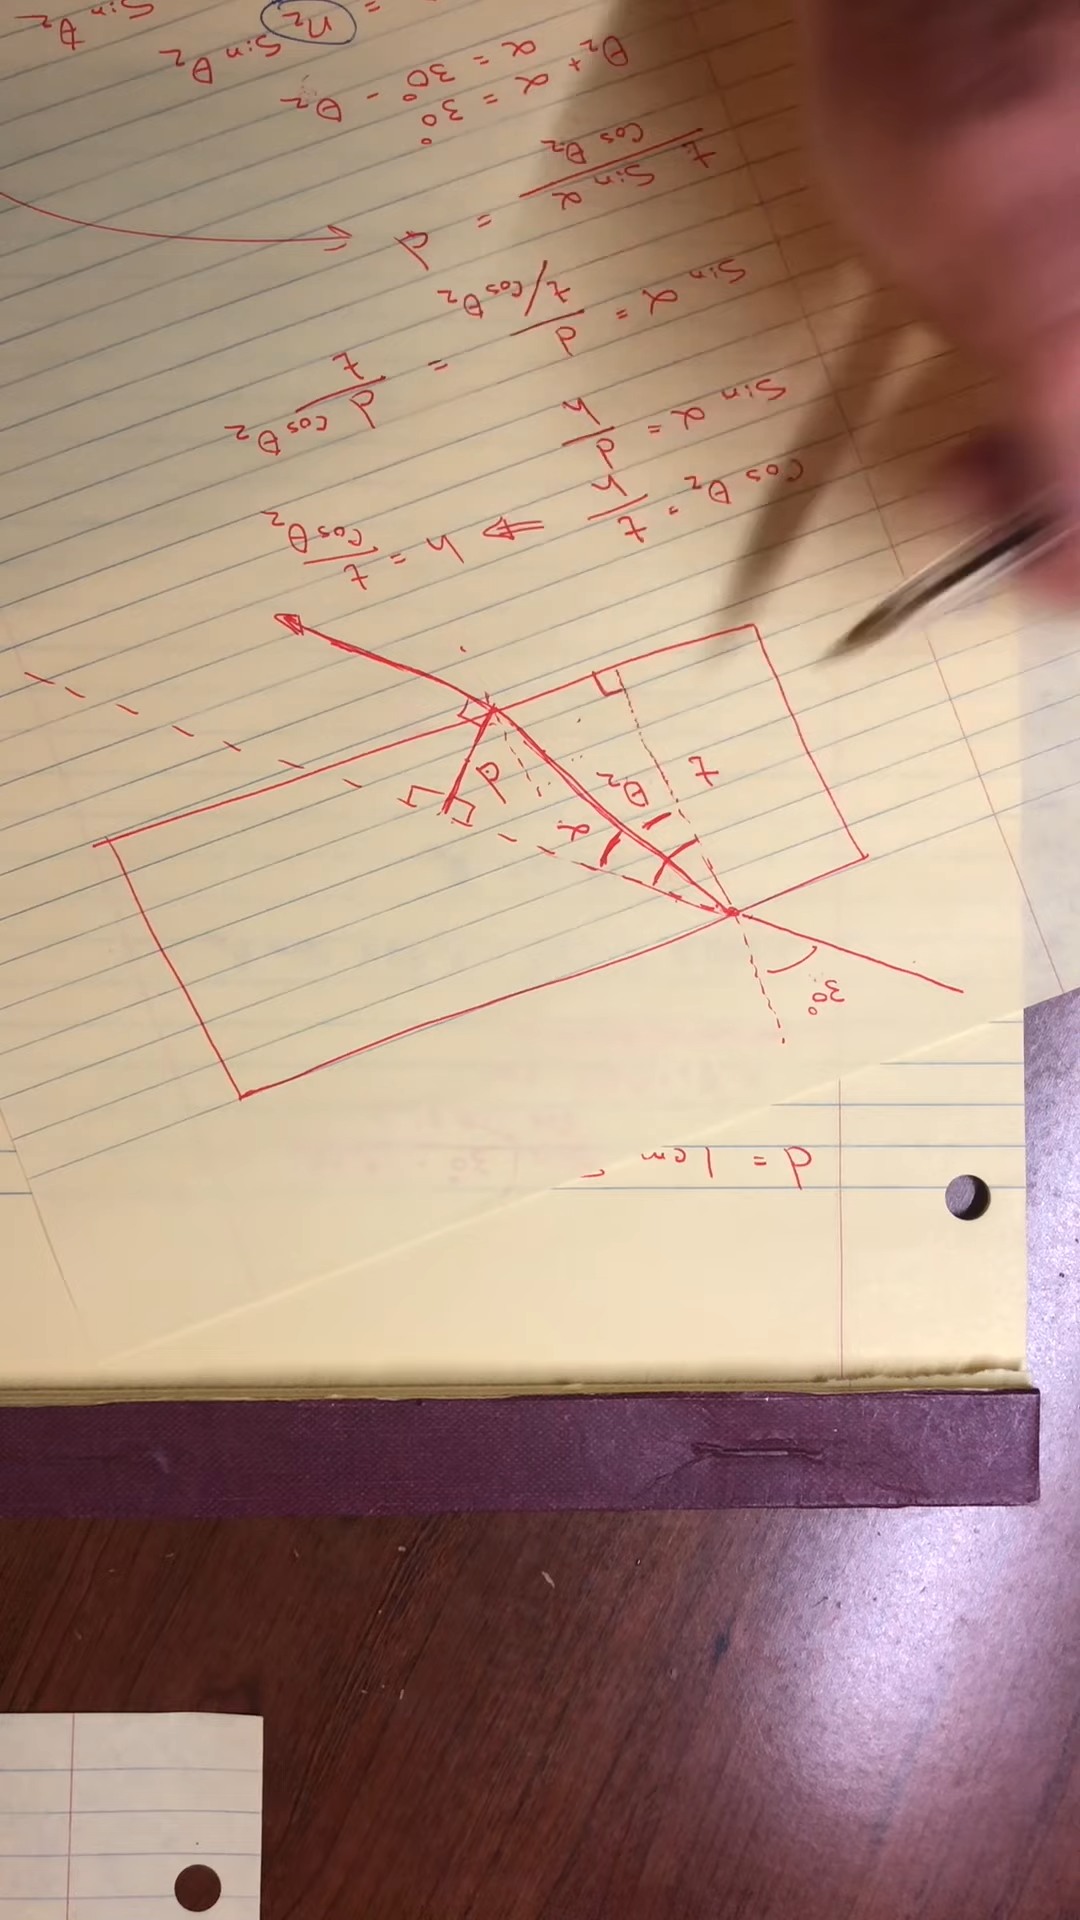 d = 1 cm
30°
t
θ2
α
d
cos θ2 = t/h ⇒ h = t/cos θ2
sin α = d/h
sin α = d/(t/cos θ2) = d cos θ2/t
t sin α/cos θ2 = d
θ2 + α = 30°
α = 30° - θ2
= n2 sin θ2
sin θ2